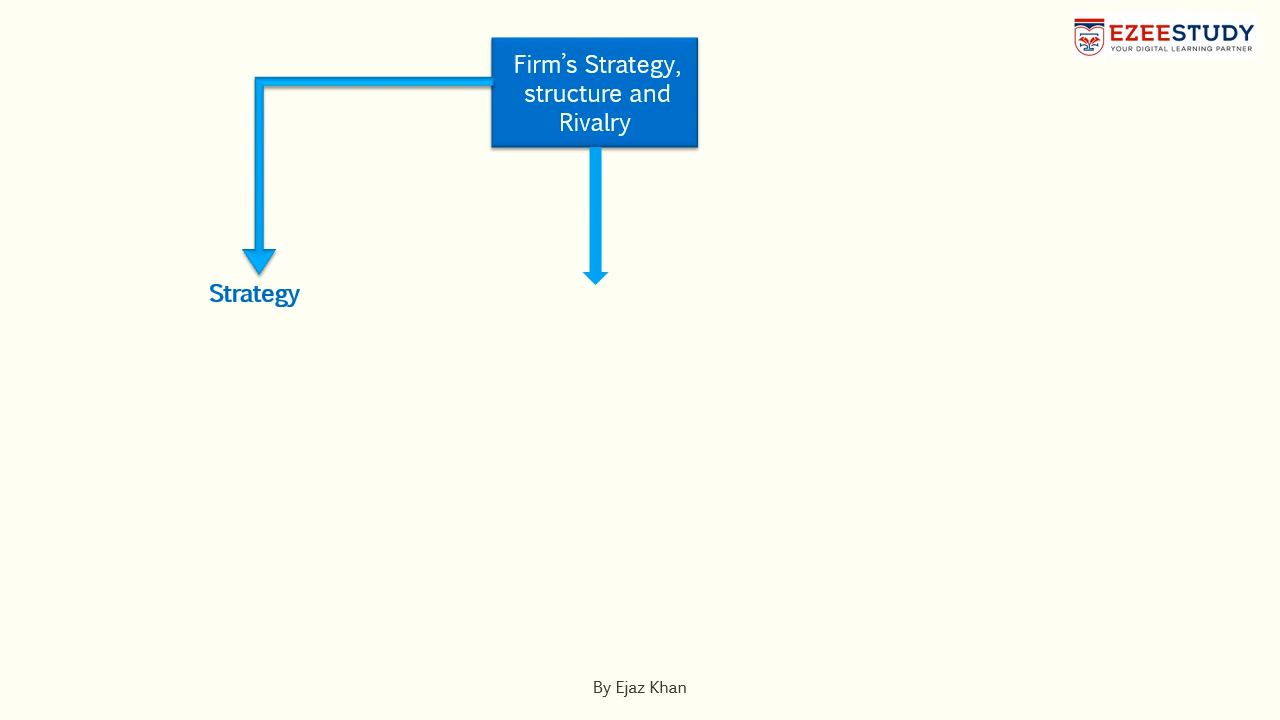 EZEESTUDY
YOUR DIGITAL LEARNING PARTNER
Firm’s Strategy,
structure and
Rivalry
Strategy
By Ejaz Khan